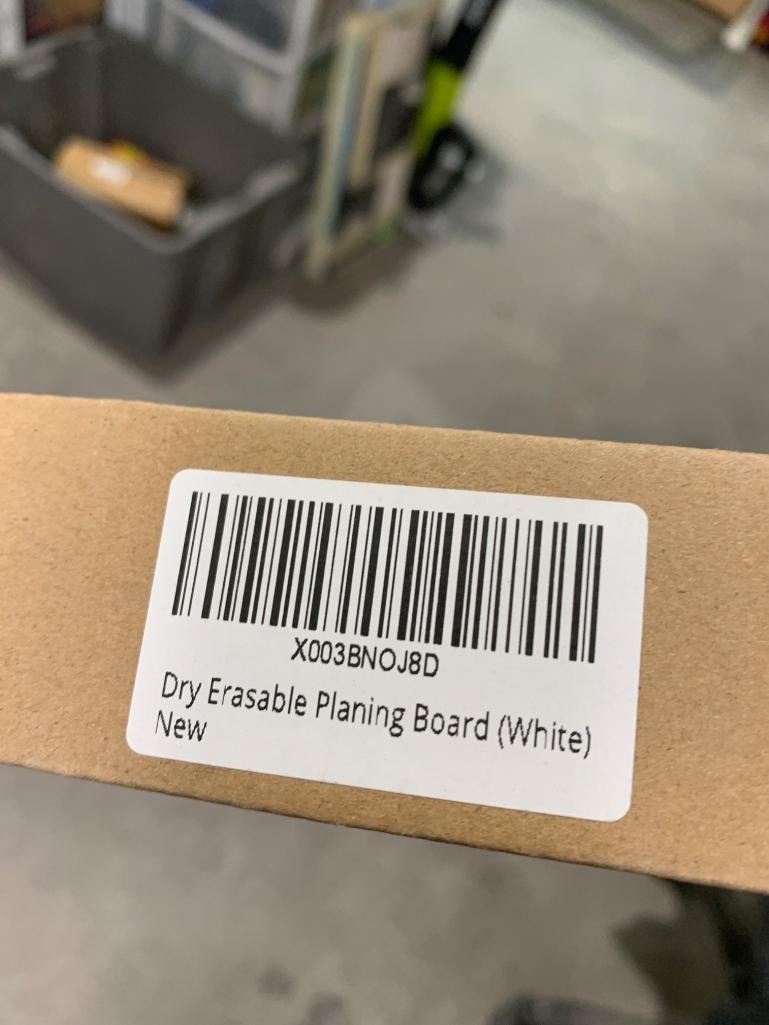 X003BNOJ8D
Dry Erasable Planing Board (White)
New